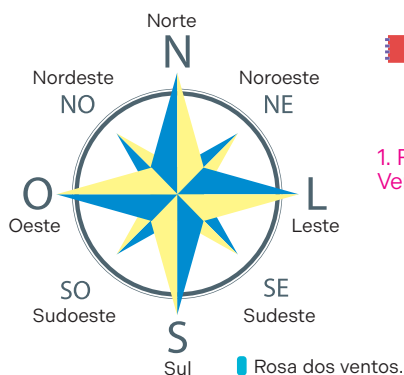 Norte
N
Nordeste
Noroeste
NO
NE
1. F
Ve
O
L
Oeste
Leste
SO
SE
Sudoeste
Sudeste
S
Sul
Rosa dos ventos.